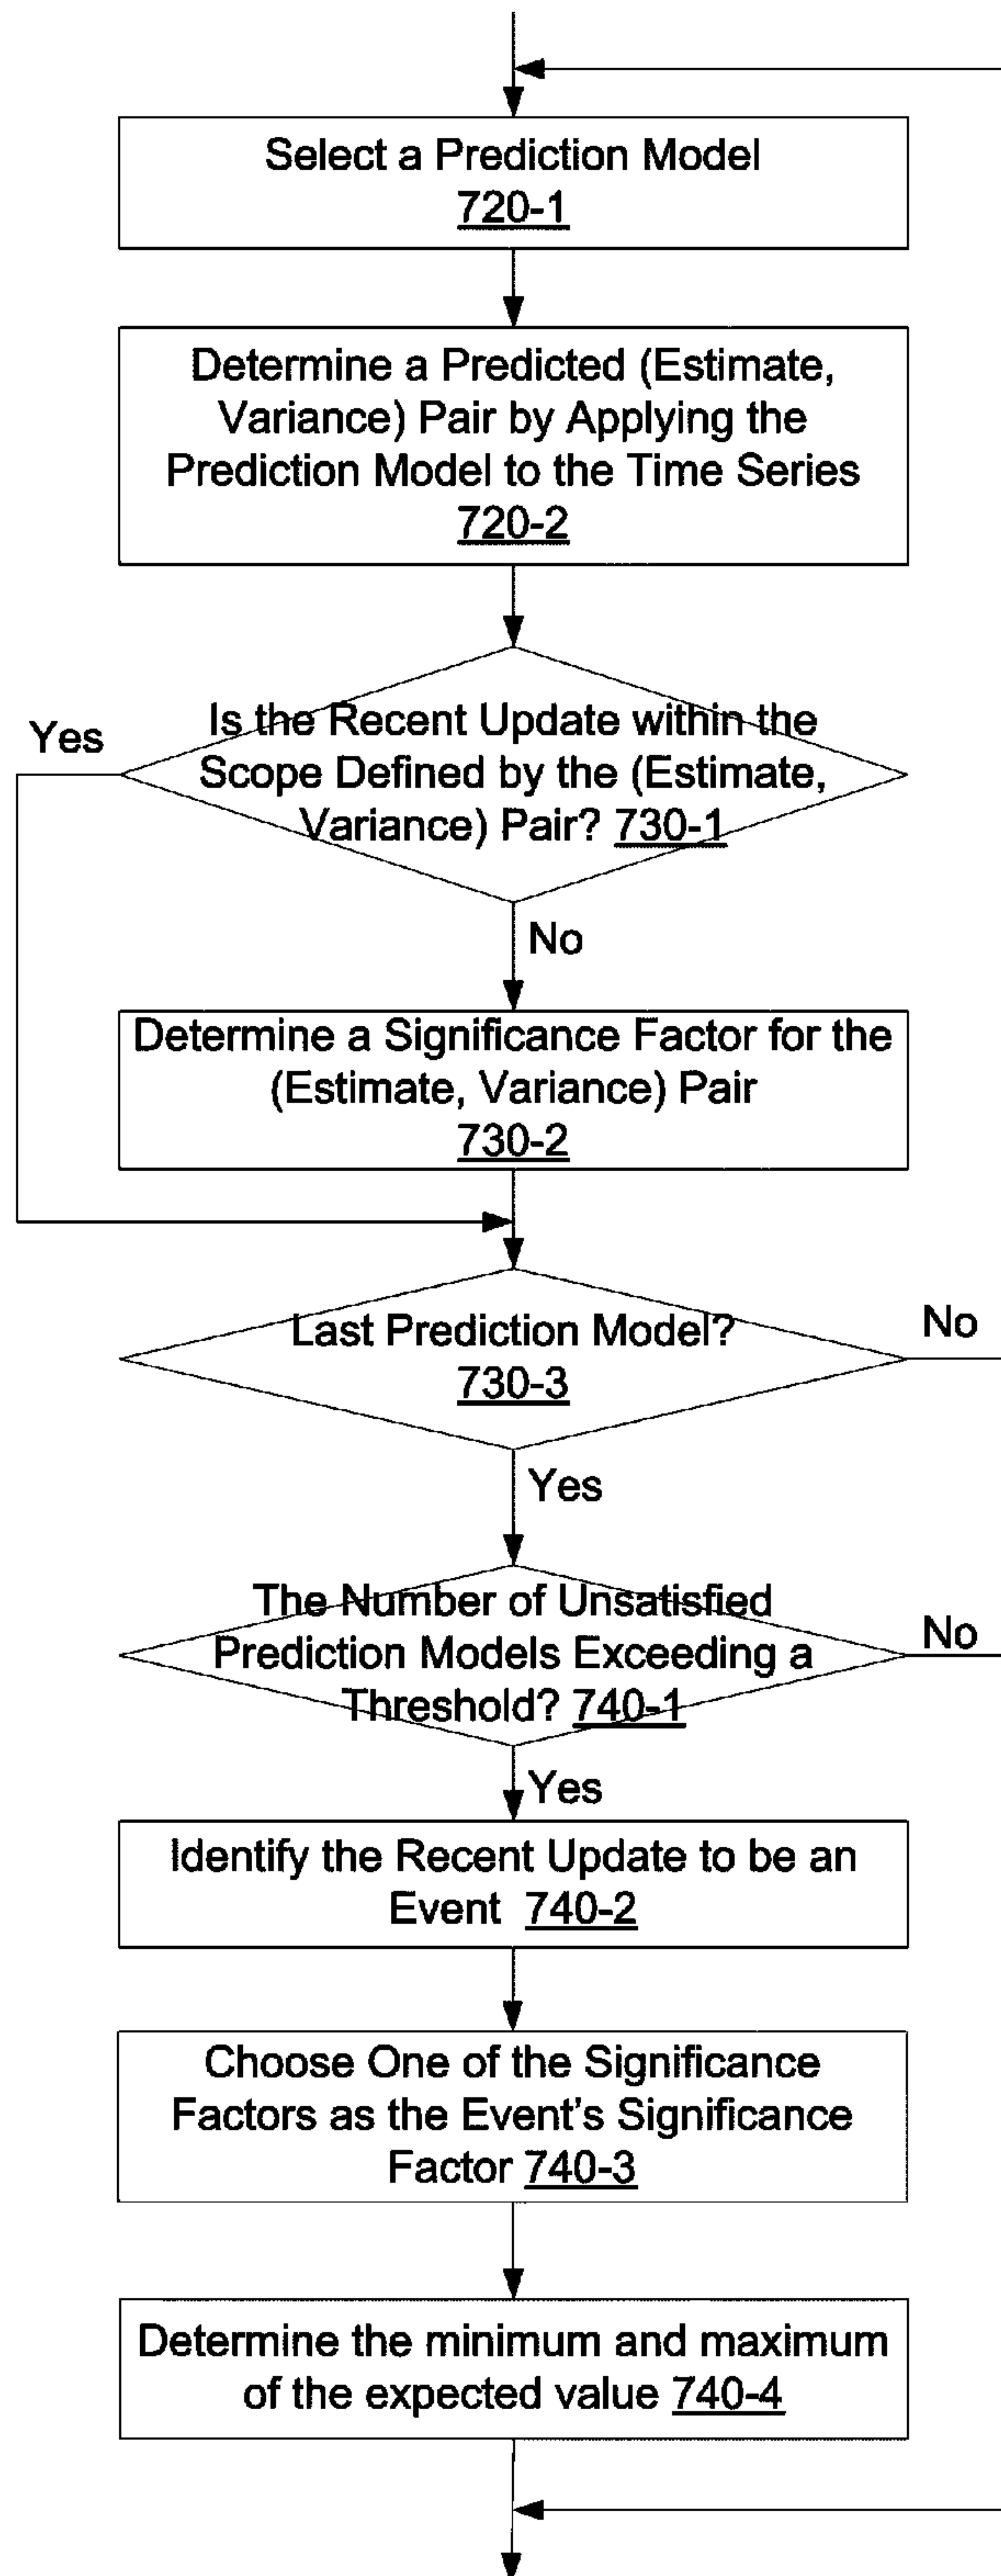 Select a Prediction Model
720-1
Determine a Predicted (Estimate,
Variance) Pair by Applying the
Prediction Model to the Time Series
720-2
Yes
Is the Recent Update within the
Scope Defined by the (Estimate,
Variance) Pair? 730-1
No
Determine a Significance Factor for the
(Estimate, Variance) Pair
730-2
Last Prediction Model?
730-3
No
Yes
The Number of Unsatisfied
Prediction Models Exceeding a
Threshold? 740-1
No
Yes
Identify the Recent Update to be an
Event 740-2
Choose One of the Significance
Factors as the Event's Significance
Factor 740-3
Determine the minimum and maximum
of the expected value 740-4